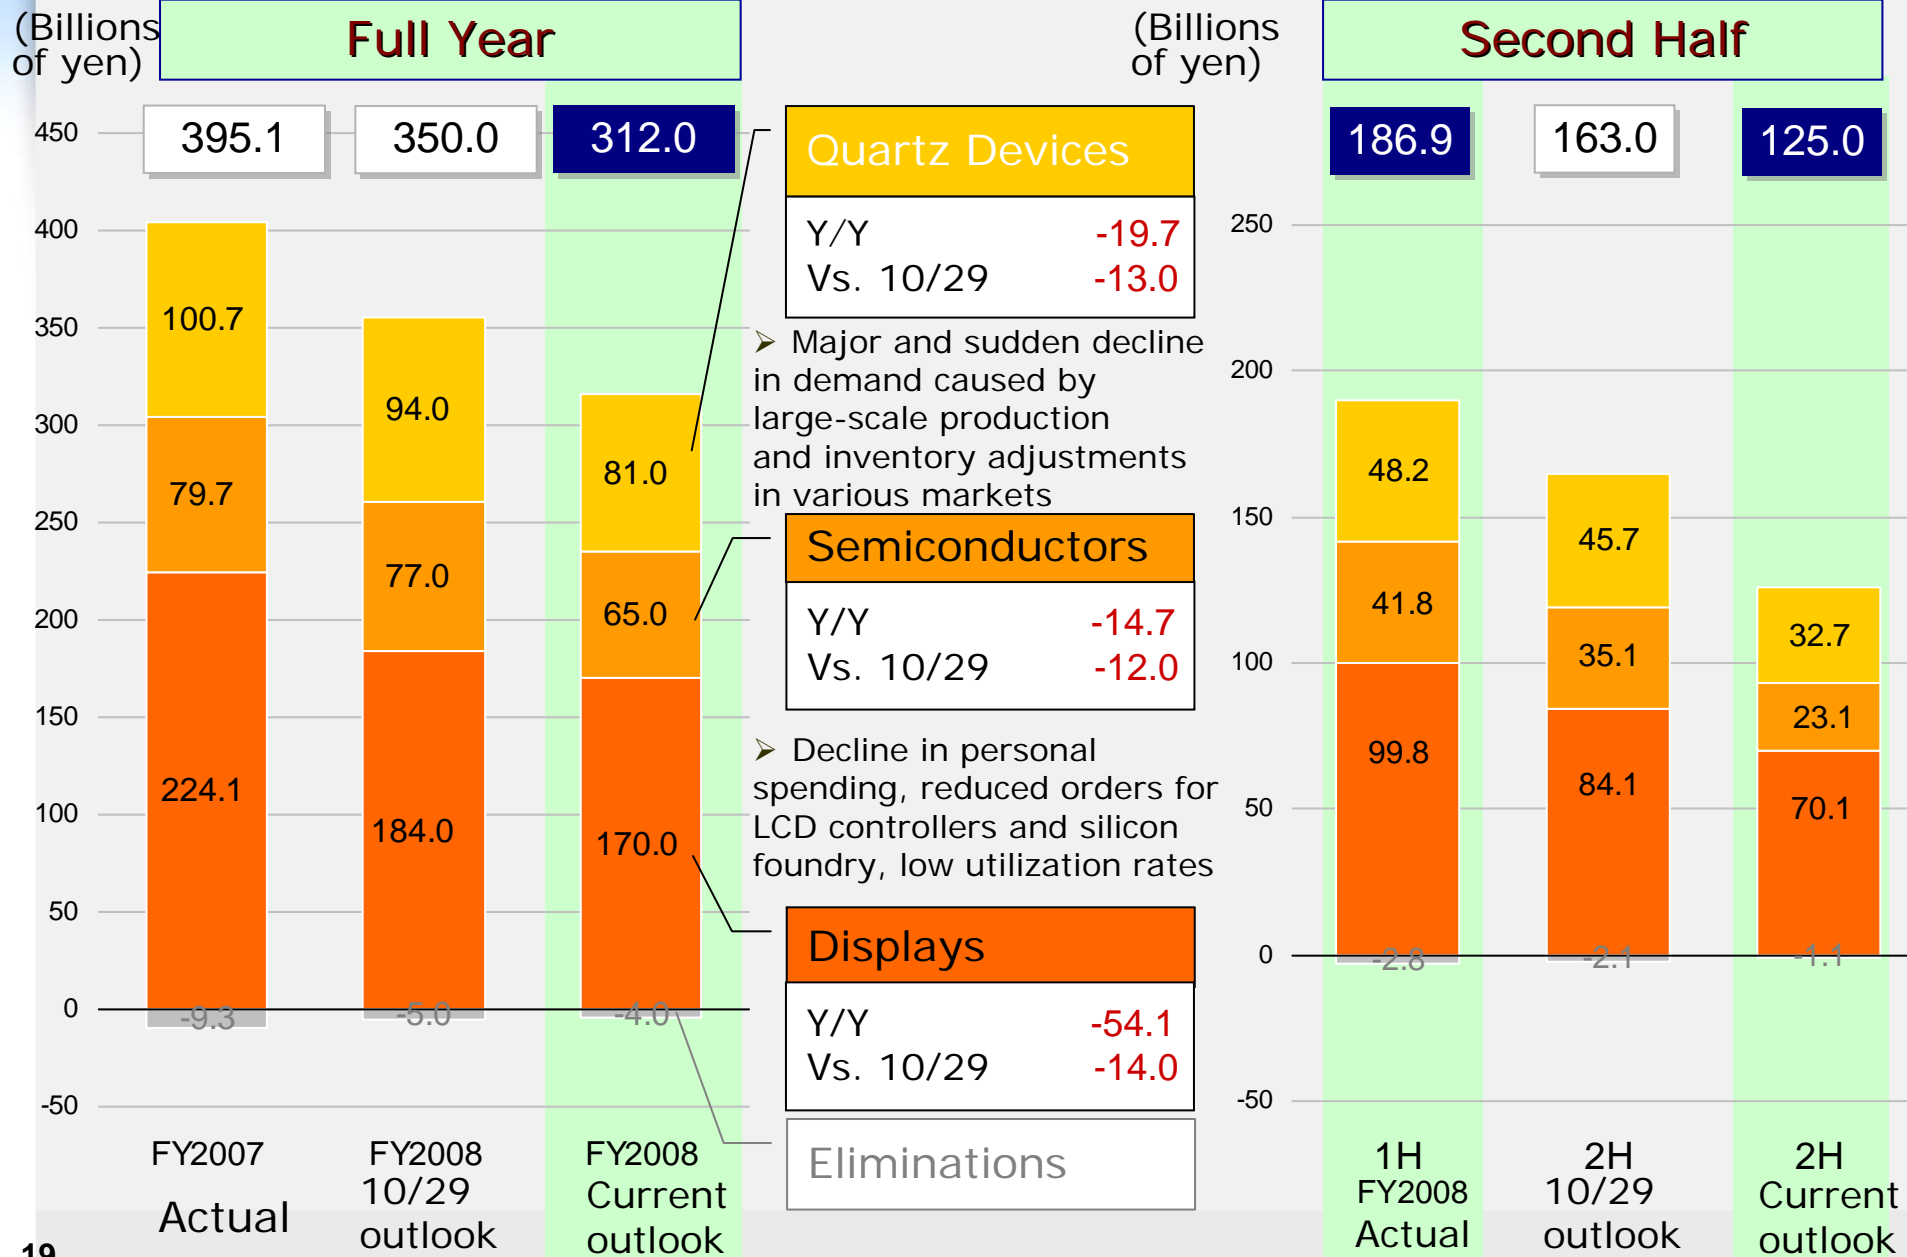 (Billions
of yen)
Full Year
(Billions
of yen)
Second Half
395.1
350.0
312.0
186.9
163.0
125.0
450
400
350
300
250
200
150
100
50
0
-50
100.7
79.7
224.1
-9.3
94.0
77.0
184.0
-5.0
81.0
65.0
170.0
-4.0
FY2007
Actual
FY2008
10/29
outlook
FY2008
Current
outlook
Quartz Devices
Y/Y -19.7
Vs. 10/29 -13.0
➢ Major and sudden decline
in demand caused by
large-scale production
and inventory adjustments
in various markets
Semiconductors
Y/Y -14.7
Vs. 10/29 -12.0
➢ Decline in personal
spending, reduced orders for
LCD controllers and silicon
foundry, low utilization rates
Displays
Y/Y -54.1
Vs. 10/29 -14.0
Eliminations
250
200
150
100
50
0
-50
48.2
41.8
99.8
-2.8
45.7
35.1
84.1
-2.1
32.7
23.1
70.1
-1.1
1H
FY2008
Actual
2H
10/29
outlook
2H
Current
outlook
19